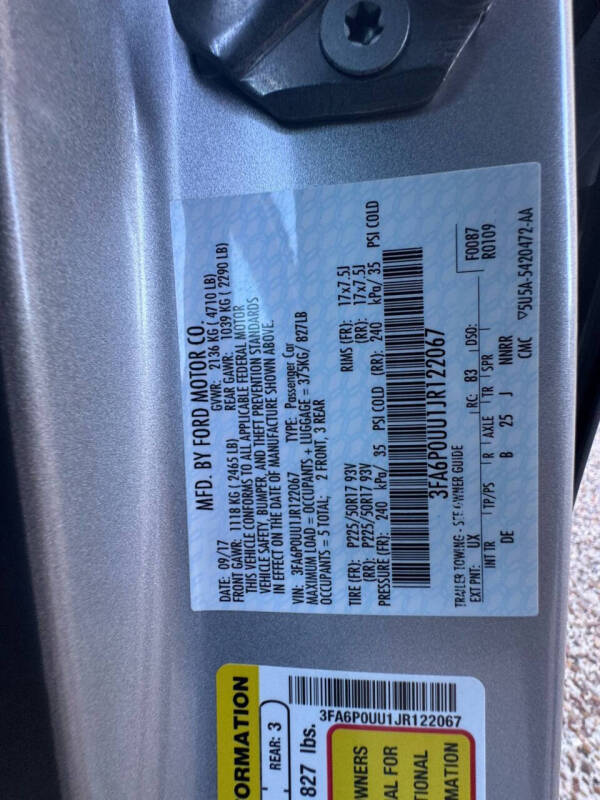 MFD. BY FORD MOTOR CO.
DATE: 09/17 GVWR: 2136 KG ( 4710 LB)
FRONT GAWR: 1118 KG ( 2465 LB) REAR GAWR: 1039 KG ( 2290 LB)
THIS VEHICLE CONFORMS TO ALL APPLICABLE FEDERAL MOTOR
VEHICLE SAFETY, BUMPER, AND THEFT PREVENTION STANDARDS
IN EFFECT ON THE DATE OF MANUFACTURE SHOWN ABOVE.
VIN: 3FA6P0UU1JR122067 TYPE: Passenger Car
MAXIMUM LOAD = OCCUPANTS + LUGGAGE = 375KG/ 827LB
OCCUPANTS = 5 TOTAL: 2 FRONT, 3 REAR
TIRE (FR): P225/50R17 93V RIMS (FR): 17x7.5J
(RR): P225/50R17 93V (RR): 17x7.5J
PRESSURE (FR): 240 kPa/ 35 PSI COLD (RR): 240 kPa/ 35 PSI COLD
3FA6P0UU1JR122067
TRAILER TOWING - SEE OWNER GUIDE
F0087
R0109
EXT PNT: UX RC: 83 DSO:
INT TR TP/PS R AXLE TR SPR
DE B 25 J NNRR
CMC 3U5A-5420472-AA
ORMATION
REAR: 3
827 lbs.
3FA6P0UU1JR122067
WNERS
AL FOR
TIONAL
MATION